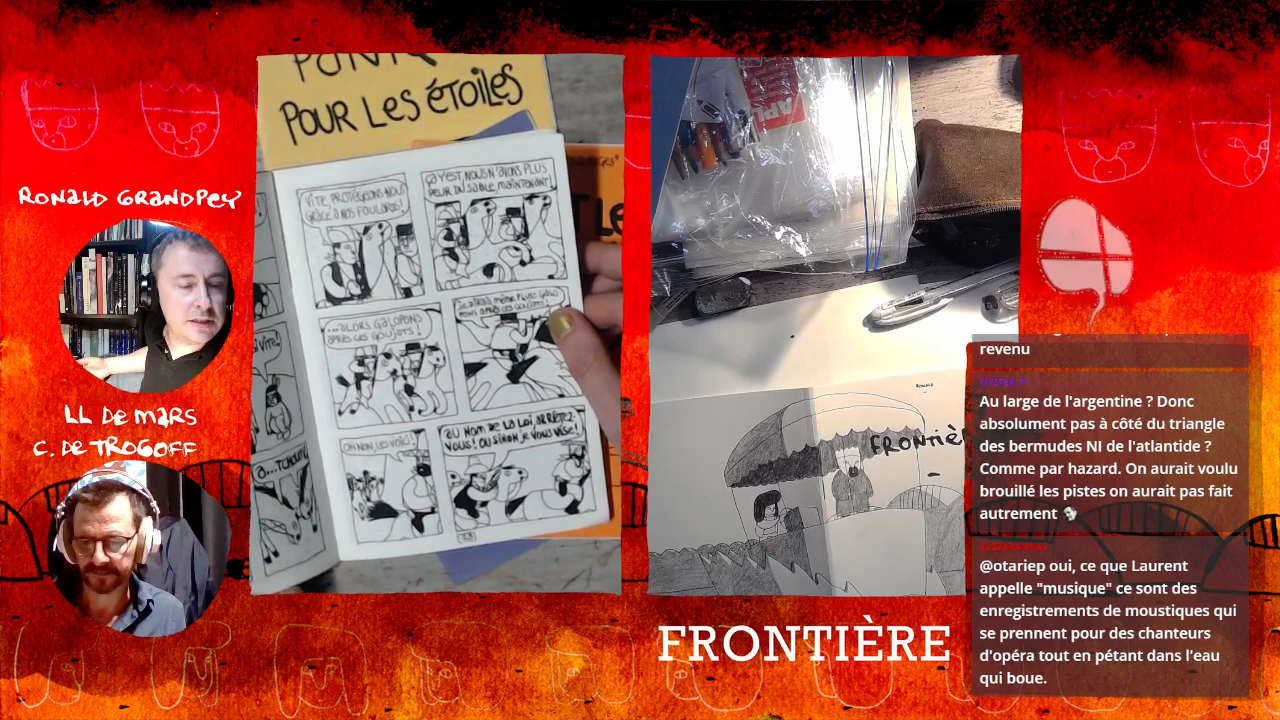 PONT
POUR LES ÉTOILES
VITE PROTÉGEONS-NOUS
GRÂCE À NOS FOULARDS!
ÇA Y EST, NOUS N'AVONS PLUS
PEUR DU SABLE MAINTENANT!
...ALORS GALOPONS
APRÈS CES GOUJATS!
OH NON, LES VOILÀ!
AU NOM DE LA LOI ARRÊTEZ-
VOUS! OU SINON JE VOUS VISE!
RONALD GRANDPEY
LL DE MARS
C. DE TROGOFF
APLI
RONALD
FRONTIÈR
FRONTIÈRE
revenu
Au large de l'argentine ? Donc
absolument pas à côté du triangle
des bermudes NI de l'atlantide ?
Comme par hazard. On aurait voulu
brouillé les pistes on aurait pas fait
autrement
@otariep oui, ce que Laurent
appelle "musique" ce sont des
enregistrements de moustiques qui
se prennent pour des chanteurs
d'opéra tout en pétant dans l'eau
qui boue.